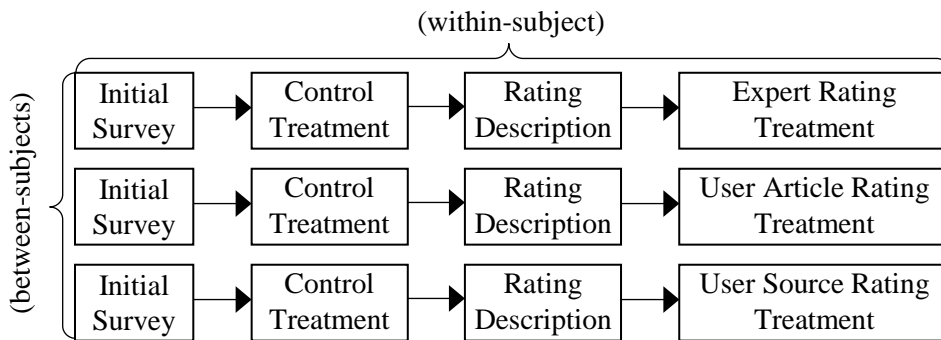 (within-subject)
(between-subjects)
Initial
Survey
Control
Treatment
Rating
Description
Expert Rating
Treatment
Initial
Survey
Control
Treatment
Rating
Description
User Article Rating
Treatment
Initial
Survey
Control
Treatment
Rating
Description
User Source Rating
Treatment